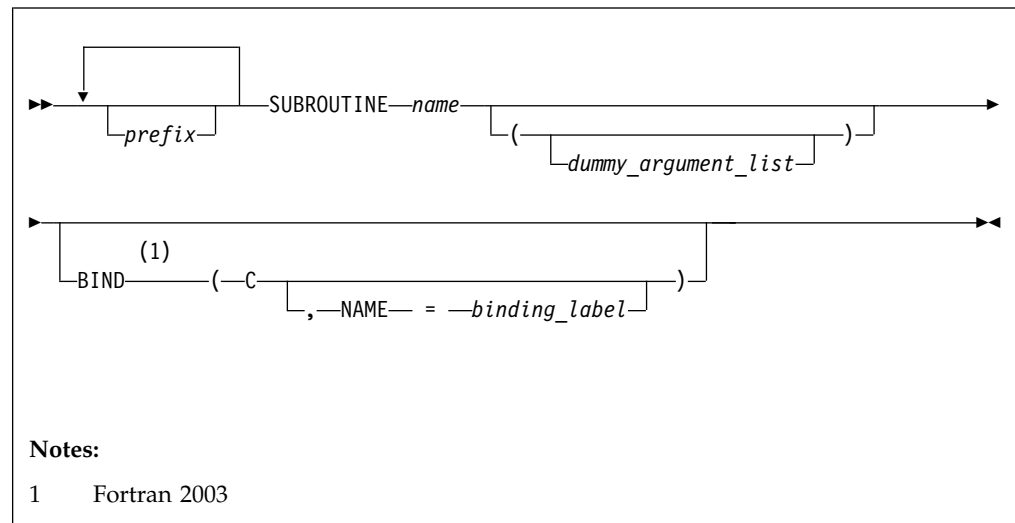 SUBROUTINE name
prefix
( )
dummy_argument_list
(1)
BIND ( C )
, NAME = binding_label
Notes:
1 Fortran 2003